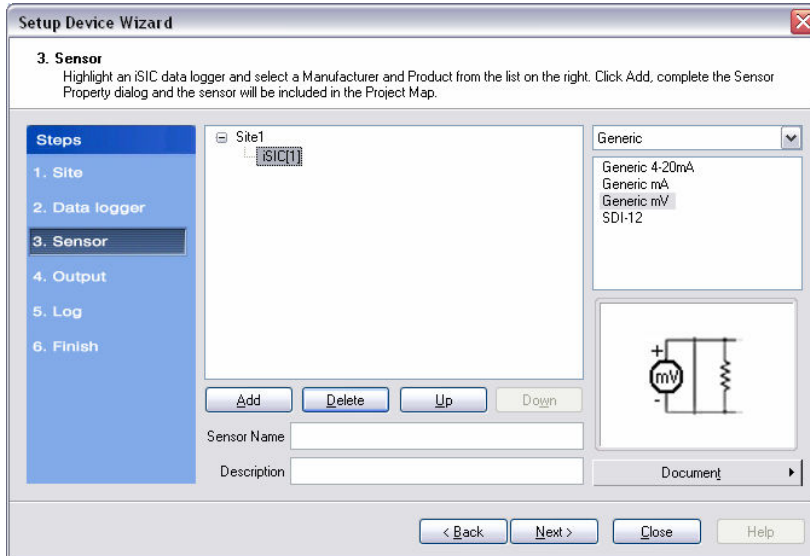 Setup Device Wizard
3. Sensor
Highlight an iSIC data logger and select a Manufacturer and Product from the list on the right. Click Add, complete the Sensor
Property dialog and the sensor will be included in the Project Map.
Steps
1. Site
2. Data logger
3. Sensor
4. Output
5. Log
6. Finish
Site1
iSIC[1]
Add
Delete
Up
Down
Sensor Name
Description
Generic
Generic 4-20mA
Generic mA
Generic mV
SDI-12
+
mV
-
Document
< Back
Next >
Close
Help